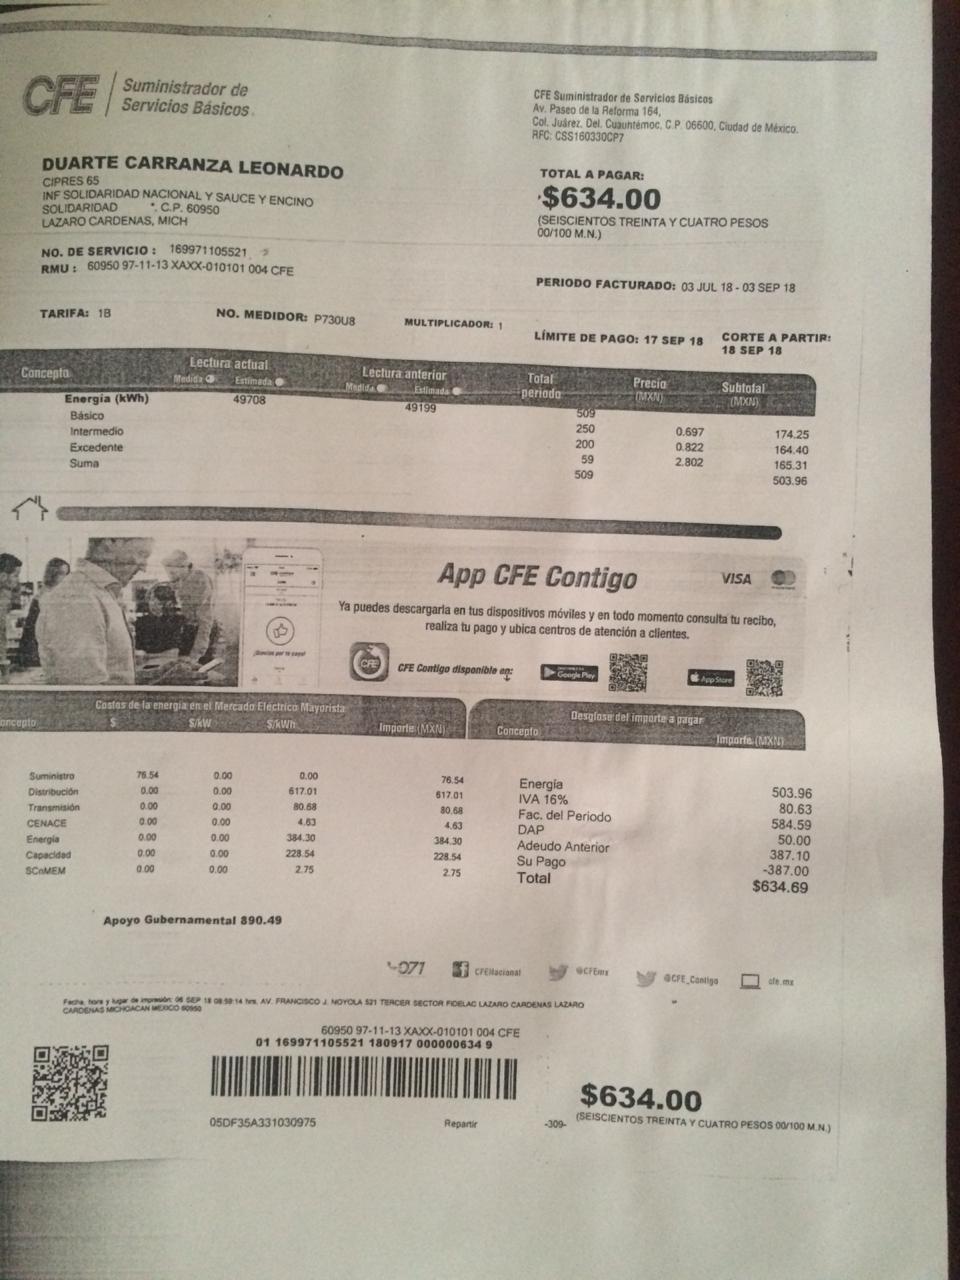 CFE Suministrador de
Servicios Básicos
CFE Suministrador de Servicios Básicos
Av. Paseo de la Reforma 164,
Col. Juárez, Del. Cuauhtémoc, C.P. 06600, Ciudad de México.
RFC: CSS160330CP7
DUARTE CARRANZA LEONARDO
CIPRES 65
INF SOLIDARIDAD NACIONAL Y SAUCE Y ENCINO
SOLIDARIDAD *. C.P. 60950
LAZARO CARDENAS, MICH
TOTAL A PAGAR:
$634.00
(SEISCIENTOS TREINTA Y CUATRO PESOS
00/100 M.N.)
NO. DE SERVICIO : 169971105521
RMU : 60950 97-11-13 XAXX-010101 004 CFE
PERIODO FACTURADO: 03 JUL 18 - 03 SEP 18
TARIFA: 1B NO. MEDIDOR: P730U8 MULTIPLICADOR: 1
LÍMITE DE PAGO: 17 SEP 18 CORTE A PARTIR:
18 SEP 18
Concepto Lectura actual Lectura anterior Total periodo Precio (MXN) Subtotal (MXN)
Medida Estimada Medida Estimada
Energía (kWh) 49708 49199 509
Básico 250 0.697 174.25
Intermedio 200 0.822 164.40
Excedente 59 2.802 165.31
Suma 509 503.96
App CFE Contigo VISA
Ya puedes descargarla en tus dispositivos móviles y en todo momento consulta tu recibo,
realiza tu pago y ubica centros de atención a clientes.
¡Gracias por tu pago!
CFE
CFE Contigo disponible en:
Google Play
App Store
Costos de la energía en el Mercado Eléctrico Mayorista
oncepto $ $/kW $/kWh Importe (MXN)
Desglose del importe a pagar
Concepto Importe (MXN)
Suministro 76.54 0.00 0.00 76.54
Distribución 0.00 0.00 617.01 617.01
Transmisión 0.00 0.00 80.68 80.68
CENACE 0.00 0.00 4.63 4.63
Energía 0.00 0.00 384.30 384.30
Capacidad 0.00 0.00 228.54 228.54
SCnMEM 0.00 0.00 2.75 2.75
Energía 503.96
IVA 16% 80.63
Fac. del Periodo 584.59
DAP 50.00
Adeudo Anterior 387.10
Su Pago -387.00
Total $634.69
Apoyo Gubernamental 890.49
071 CFENacional @CFEmx @CFE_Contigo cfe.mx
Fecha, hora y lugar de impresión: 06 SEP 18 08:59:14 hrs. AV. FRANCISCO J. NOYOLA 521 TERCER SECTOR FIDELAC LAZARO CARDENAS LAZARO
CARDENAS MICHOACAN MEXICO 60950
60950 97-11-13 XAXX-010101 004 CFE
01 169971105521 180917 000000634 9
05DF35A331030975 Repartir -309-
$634.00
(SEISCIENTOS TREINTA Y CUATRO PESOS 00/100 M.N.)